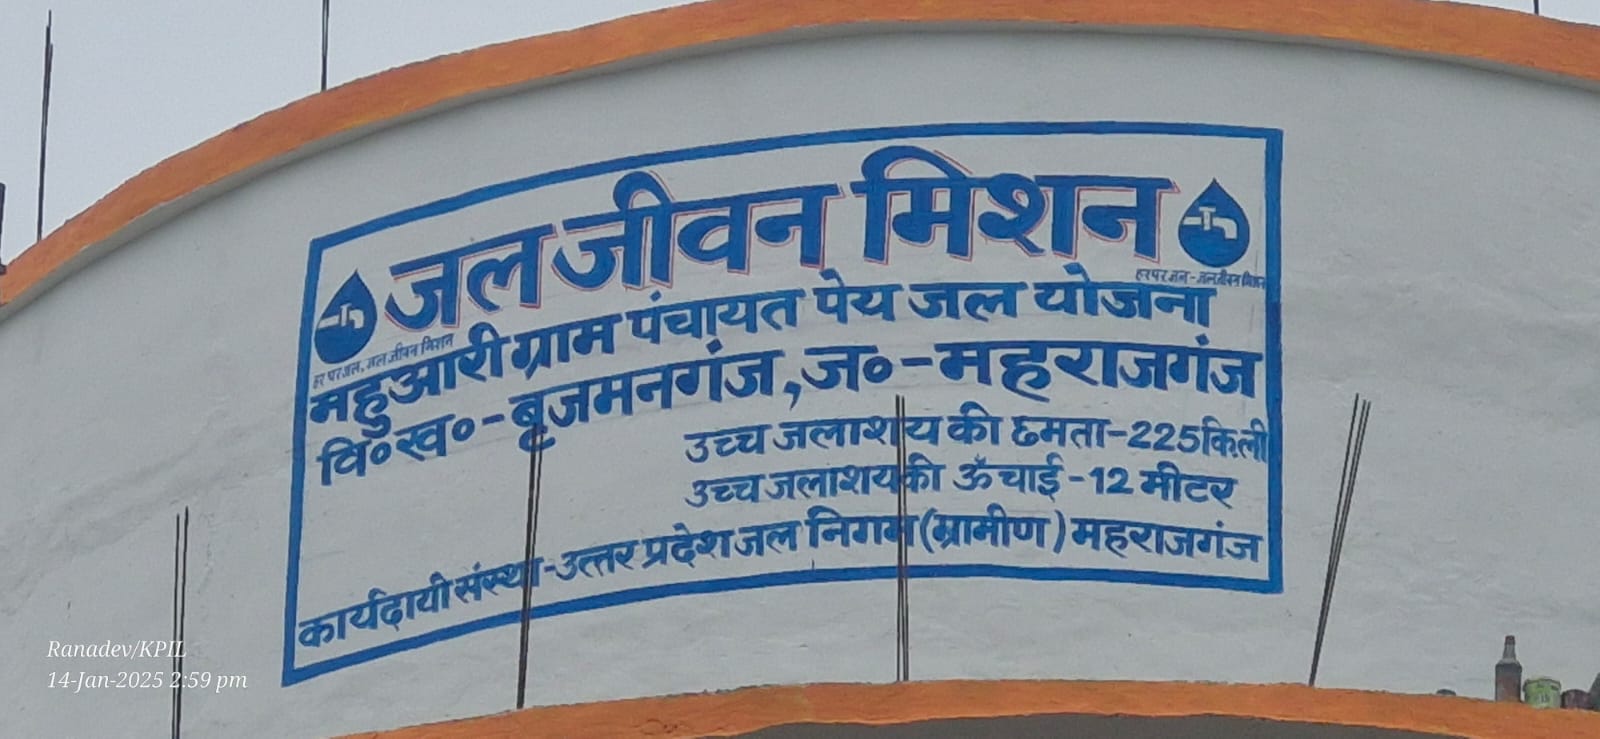 जल जीवन मिशन
हर घर जल, जल जीवन मिशन
हर घर जल - जल जीवन मिशन
महुआरी ग्राम पंचायत पेय जल योजना
वि०ख०-बृजमनगंज, ज०-महराजगंज
उच्च जलाशय की छमता-225किली
उच्च जलाशय की ऊँचाई-12 मीटर
कार्यदायी संस्था-उत्तर प्रदेश जल निगम (ग्रामीण) महराजगंज
Ranadev/KPIL
14-Jan-2025 2:59 pm